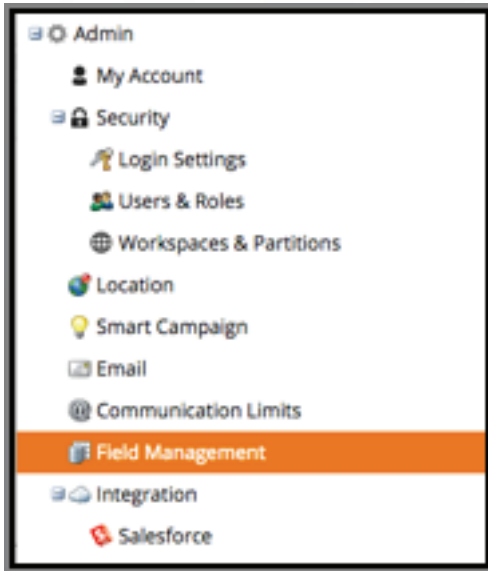 Admin
My Account
Security
Login Settings
Users & Roles
Workspaces & Partitions
Location
Smart Campaign
Email
Communication Limits
Field Management
Integration
Salesforce